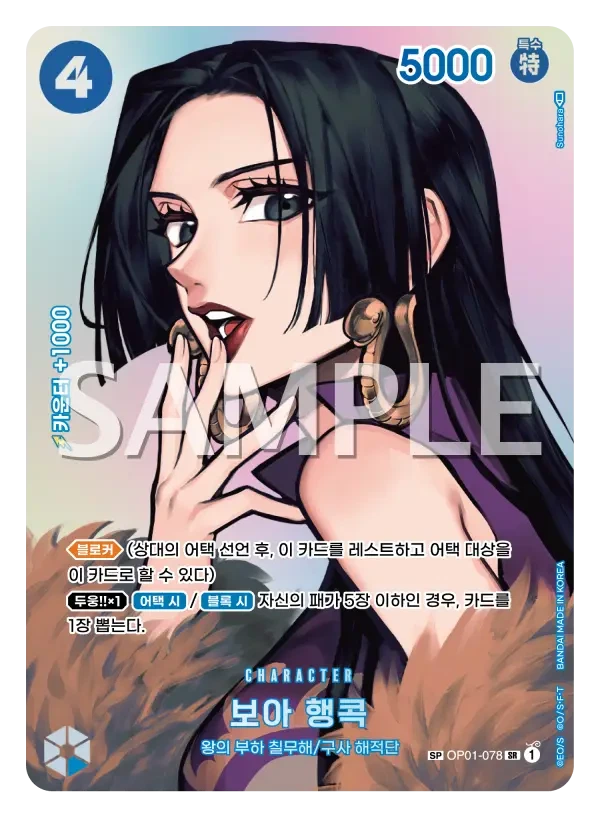 4
5000
특수
特
Sunohara
카운터 +1000
SAMPLE
블로커 (상대의 어택 선언 후, 이 카드를 레스트하고 어택 대상을
이 카드로 할 수 있다)
두웅!!×1 어택 시 / 블록 시 자신의 패가 5장 이하인 경우, 카드를
1장 뽑는다.
CHARACTER
보아 행콕
왕의 부하 칠무해/구사 해적단
SP OP01-078 SR 1
©EO/S ©O/S·F·T BANDAI MADE IN KOREA